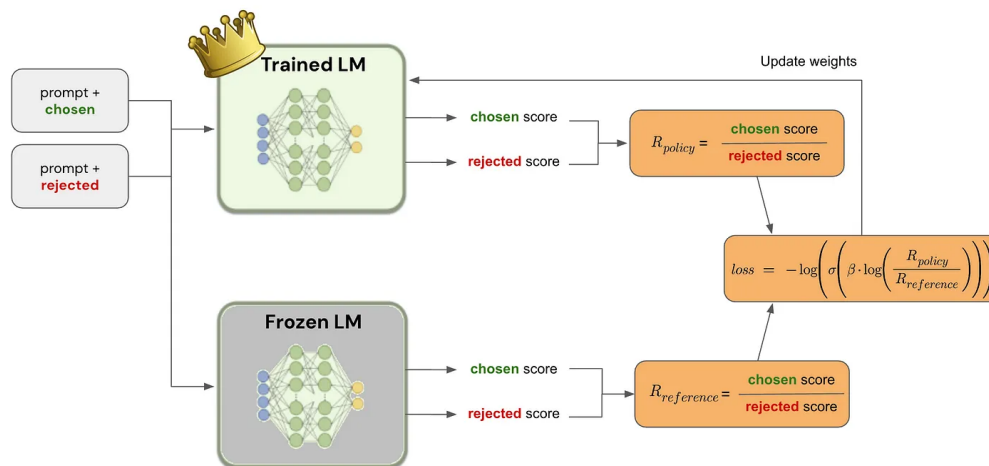 Update weights
Trained LM
prompt +
chosen
prompt +
rejected
chosen score
rejected score
R_policy = chosen score / rejected score
loss = −log(σ(β·log(R_policy / R_reference)))
Frozen LM
chosen score
rejected score
R_reference = chosen score / rejected score